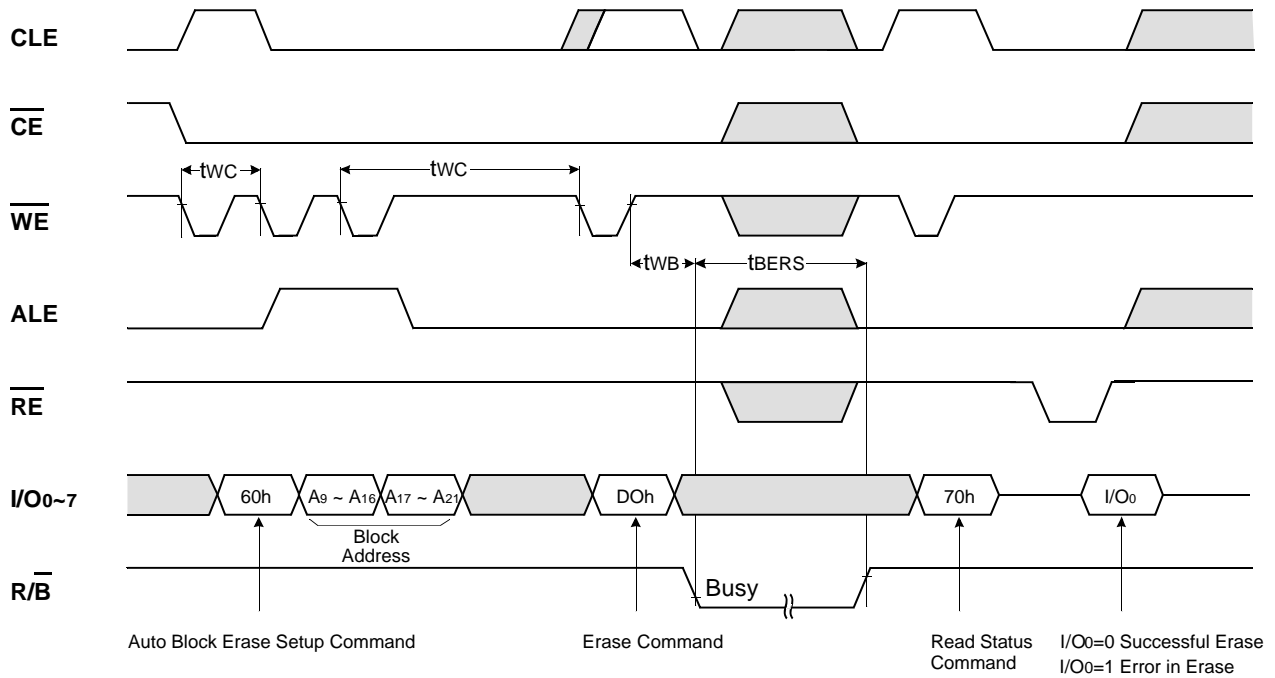 CLE
CE
tWC
tWC
WE
tWB
tBERS
ALE
RE
I/O0~7
60h
A9 ~ A16
A17 ~ A21
DOh
70h
I/O0
Block
Address
R/B
Busy
Auto Block Erase Setup Command
Erase Command
Read Status
Command
I/O0=0 Successful Erase
I/O0=1 Error in Erase